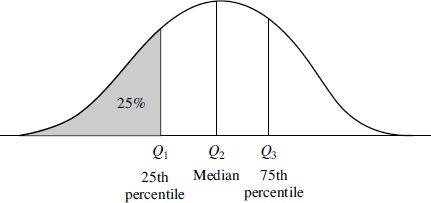 25%
Q₁ Q₂ Q₃
25th Median 75th
percentile percentile